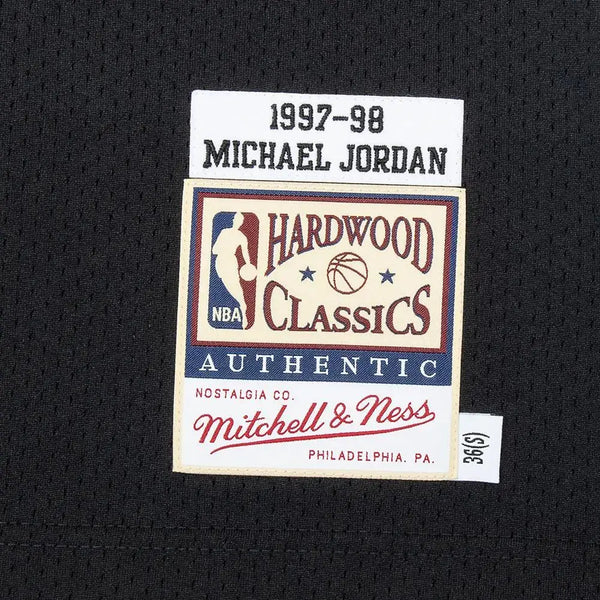 1997-98
MICHAEL JORDAN
HARDWOOD
CLASSICS
NBA
AUTHENTIC
NOSTALGIA CO.
Mitchell & Ness
PHILADELPHIA. PA.
36(S)